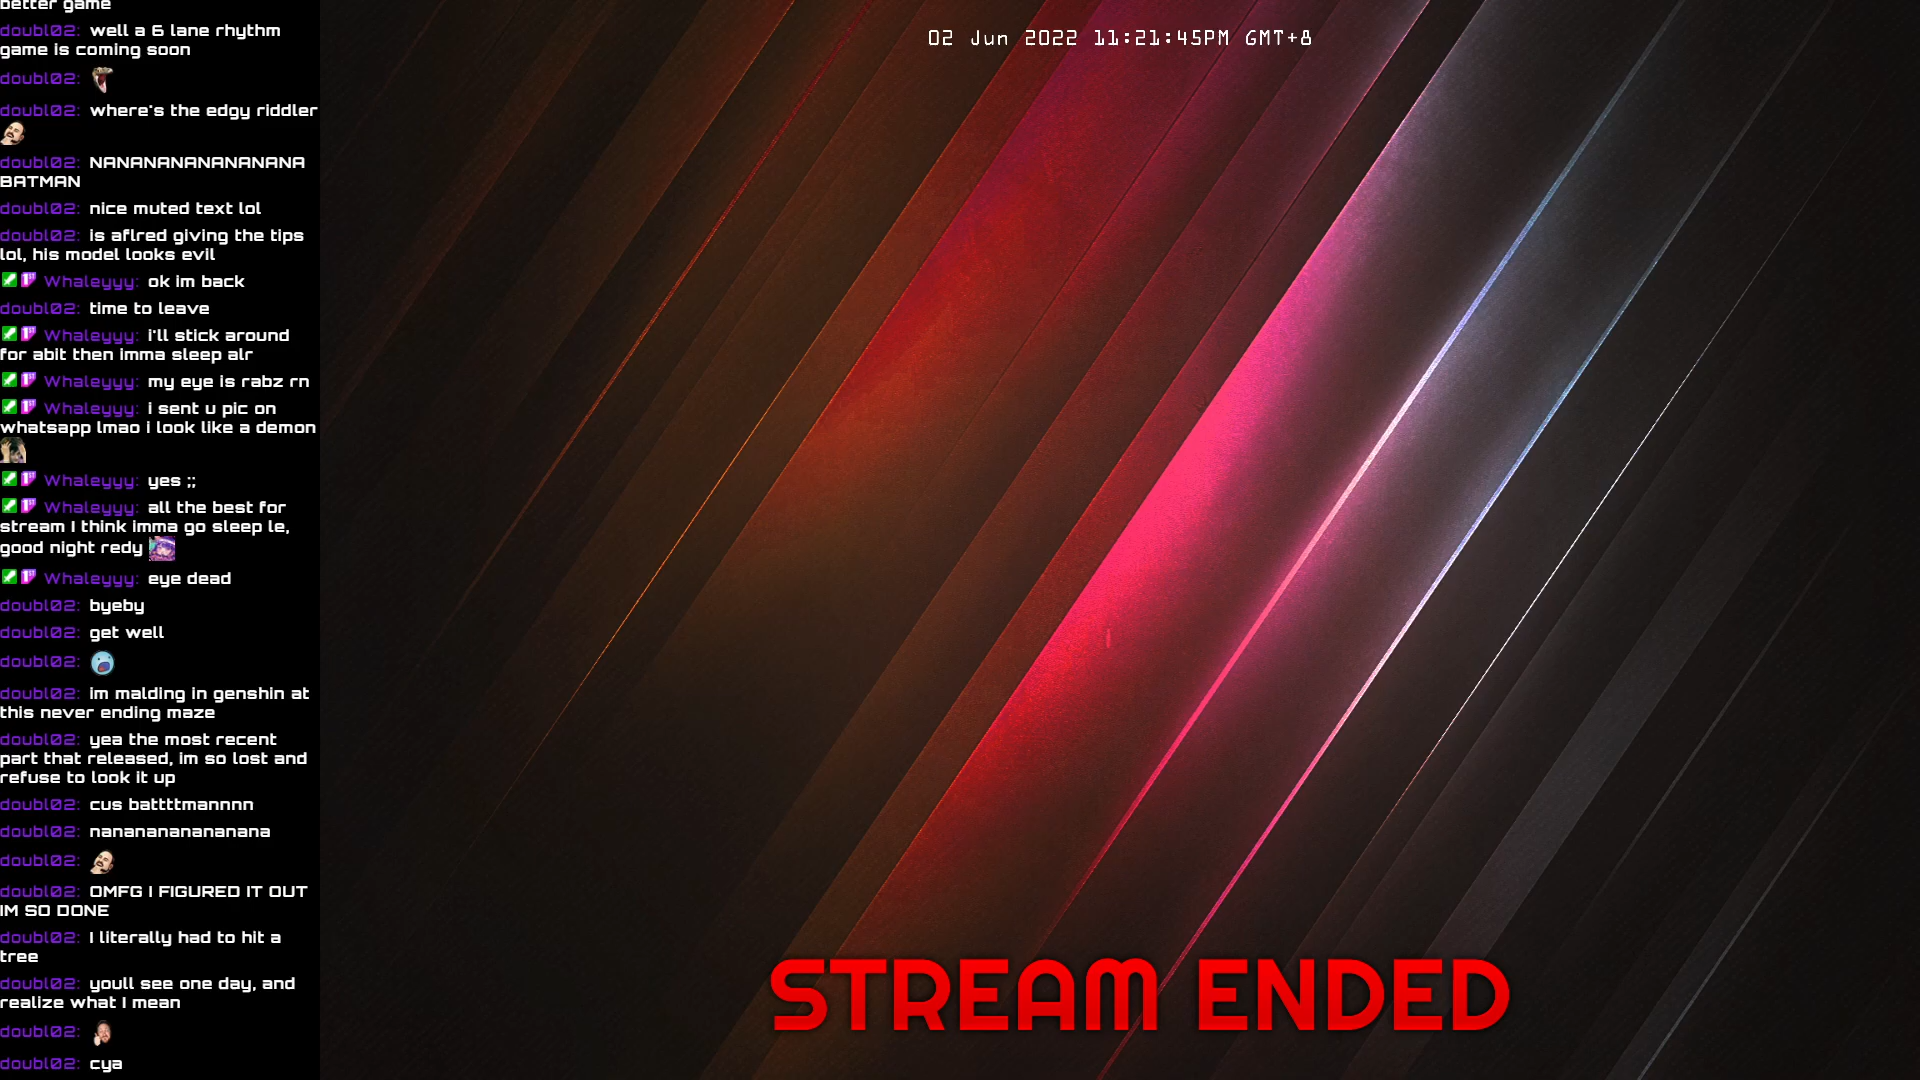 better game
doubl02: well a 6 lane rhythm
game is coming soon
doubl02:
doubl02: where's the edgy riddler
doubl02: NANANANANANANANA
BATMAN
doubl02: nice muted text lol
doubl02: is aflred giving the tips
lol, his model looks evil
Whaleyyy: ok im back
doubl02: time to leave
Whaleyyy: i'll stick around
for abit then imma sleep alr
Whaleyyy: my eye is rabz rn
Whaleyyy: i sent u pic on
whatsapp lmao i look like a demon
Whaleyyy: yes ;;
Whaleyyy: all the best for
stream I think imma go sleep le,
good night redy
Whaleyyy: eye dead
doubl02: byeby
doubl02: get well
doubl02:
doubl02: im malding in genshin at
this never ending maze
doubl02: yea the most recent
part that released, im so lost and
refuse to look it up
doubl02: cus battttmannnn
doubl02: nanananananananana
doubl02:
doubl02: OMFG I FIGURED IT OUT
IM SO DONE
doubl02: I literally had to hit a
tree
doubl02: youll see one day, and
realize what I mean
doubl02:
doubl02: cya
02 Jun 2022 11:21:45PM GMT+8
STREAM ENDED